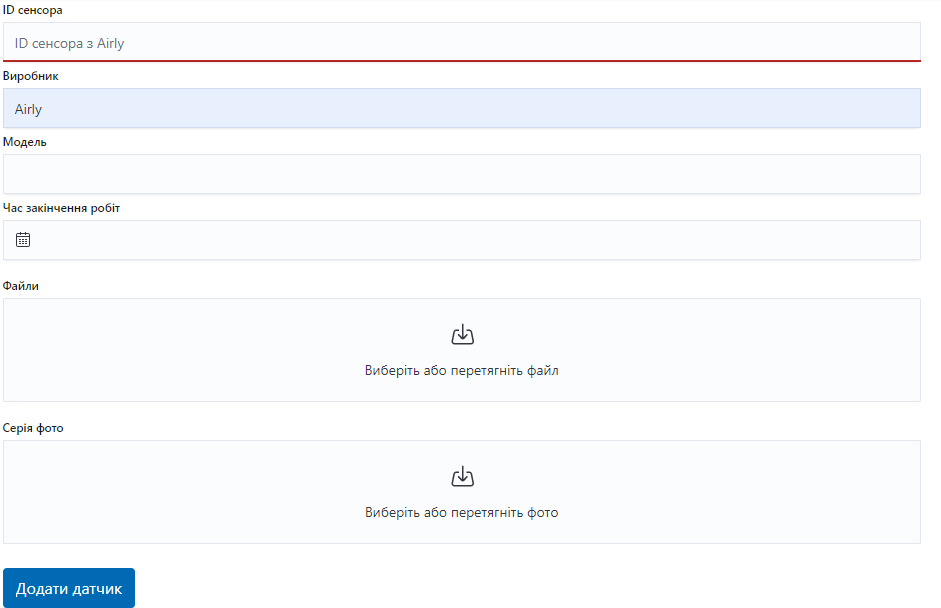 ID сенсора
ID сенсора з Airly
Виробник
Airly
Модель
Час закінчення робіт
Файли
Виберіть або перетягніть файл
Серія фото
Виберіть або перетягніть фото
Додати датчик